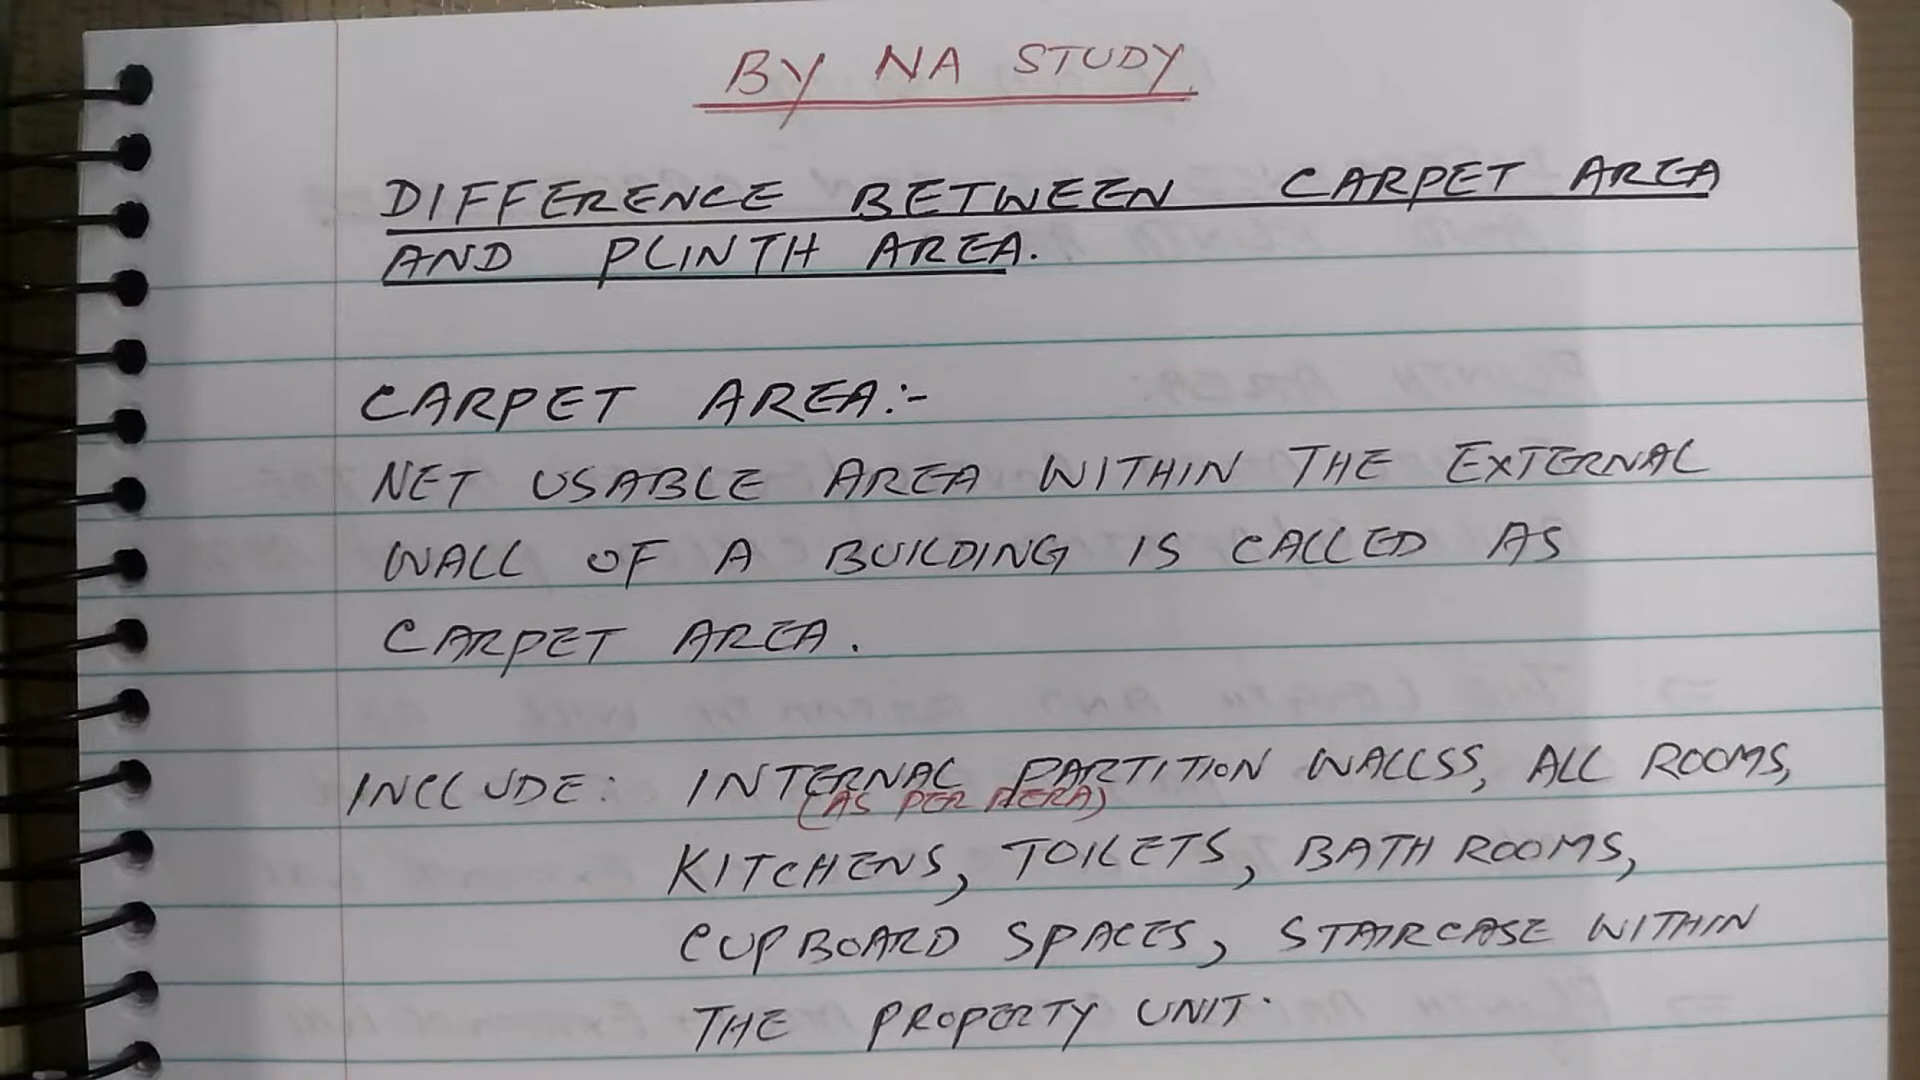 BY NA STUDY.
DIFFERENCE BETWEEN CARPET AREA
AND PLINTH AREA.
CARPET AREA:-
NET USABLE AREA WITHIN THE EXTERNAL
WALL OF A BUILDING IS CALLED AS
CARPET AREA.
INCLUDE: INTERNAL PARTITION WALLSS, ALL ROOMS,
(AS PER RERA)
KITCHENS, TOILETS, BATH ROOMS,
CUPBOARD SPACES, STAIRCASE WITHIN
THE PROPERTY UNIT.